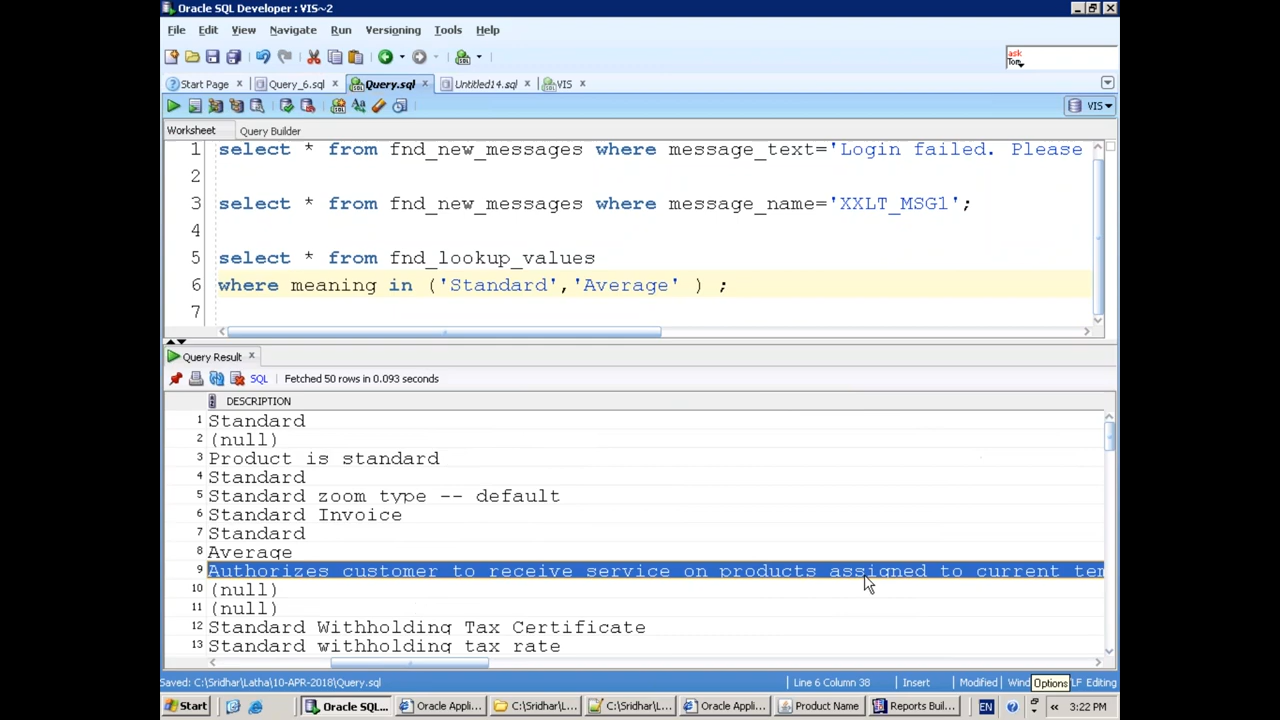 Oracle SQL Developer : VIS~2
File Edit View Navigate Run Versioning Tools Help
ask
Tom
Start Page Query_6.sql Query.sql Untitled14.sql VIS
VIS
Worksheet Query Builder
1 select * from fnd_new_messages where message_text='Login failed. Please
2
3 select * from fnd_new_messages where message_name='XXLT_MSG1';
4
5 select * from fnd_lookup_values
6 where meaning in ('Standard','Average' ) ;
7
Query Result
SQL Fetched 50 rows in 0.093 seconds
DESCRIPTION
1 Standard
2 (null)
3 Product is standard
4 Standard
5 Standard zoom type -- default
6 Standard Invoice
7 Standard
8 Average
9 Authorizes customer to receive service on products assigned to current tem
10 (null)
11 (null)
12 Standard Withholding Tax Certificate
13 Standard withholding tax rate
Saved: C:\Sridhar\Latha\10-APR-2018\Query.sql Line 6 Column 38 Insert Modified Wind Options LF Editing
Start Oracle SQL... Oracle Appli... C:\Sridhar\L... C:\Sridhar\L... Oracle Appli... Product Name Reports Buil... EN 3:22 PM